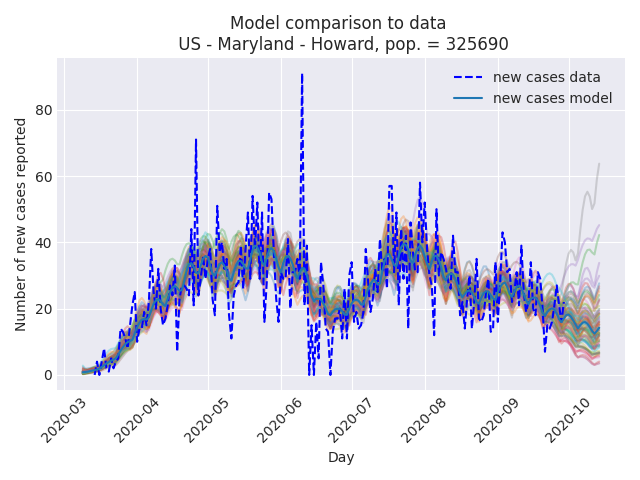 Model comparison to data
US - Maryland - Howard, pop. = 325690
new cases data
new cases model
Number of new cases reported
80
60
40
20
0
2020-03
2020-04
2020-05
2020-06
2020-07
2020-08
2020-09
2020-10
Day